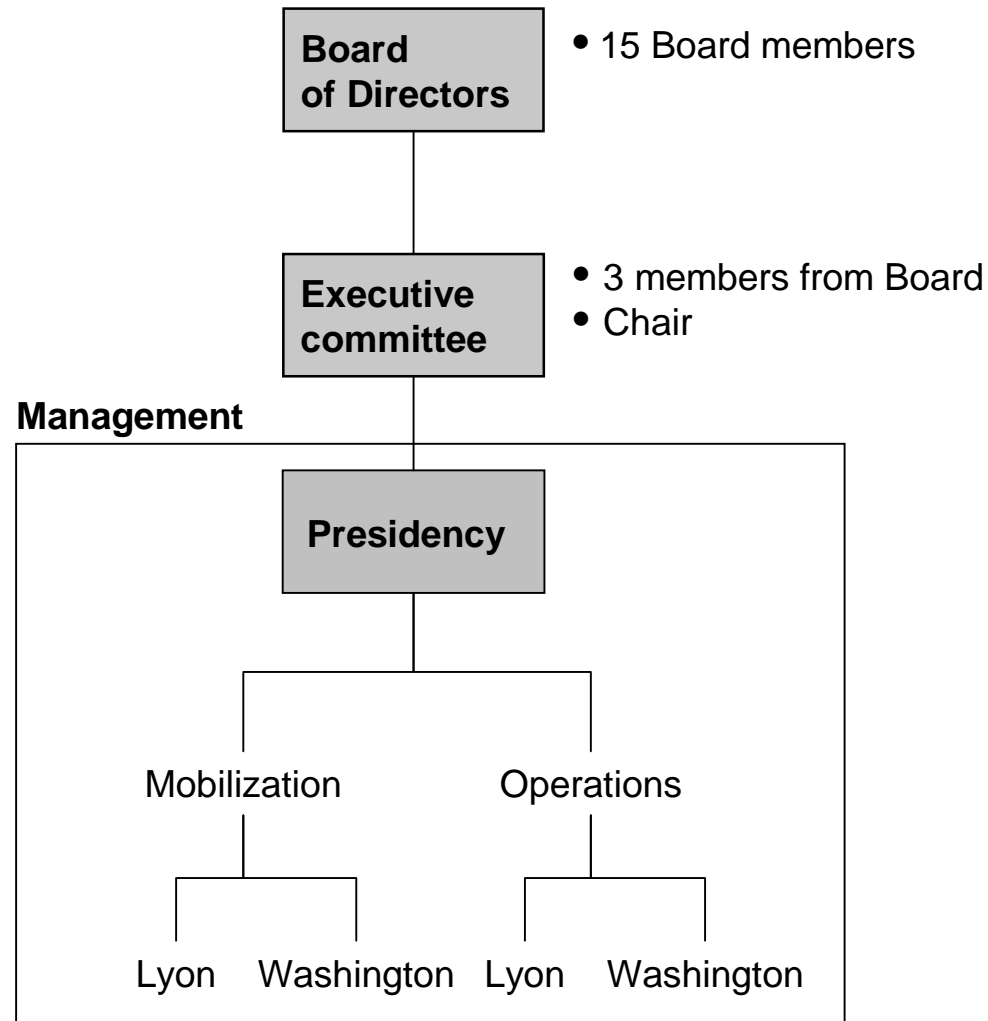 Board
of Directors
• 15 Board members
Executive
committee
• 3 members from Board
• Chair
Management
Presidency
Mobilization
Operations
Lyon
Washington
Lyon
Washington